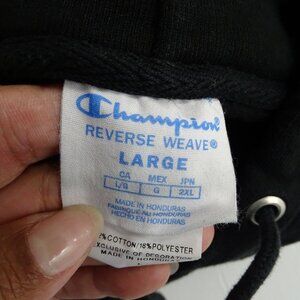 Champion
REVERSE WEAVE®
LARGE
CA MEX JPN
L/G G 2XL
MADE IN HONDURAS
FABRIQUÉ AU HONDURAS
HECHO EN HONDURAS
2% COTTON/18% POLYESTER
EXCLUSIVE OF DECORATION
MADE IN HONDURAS